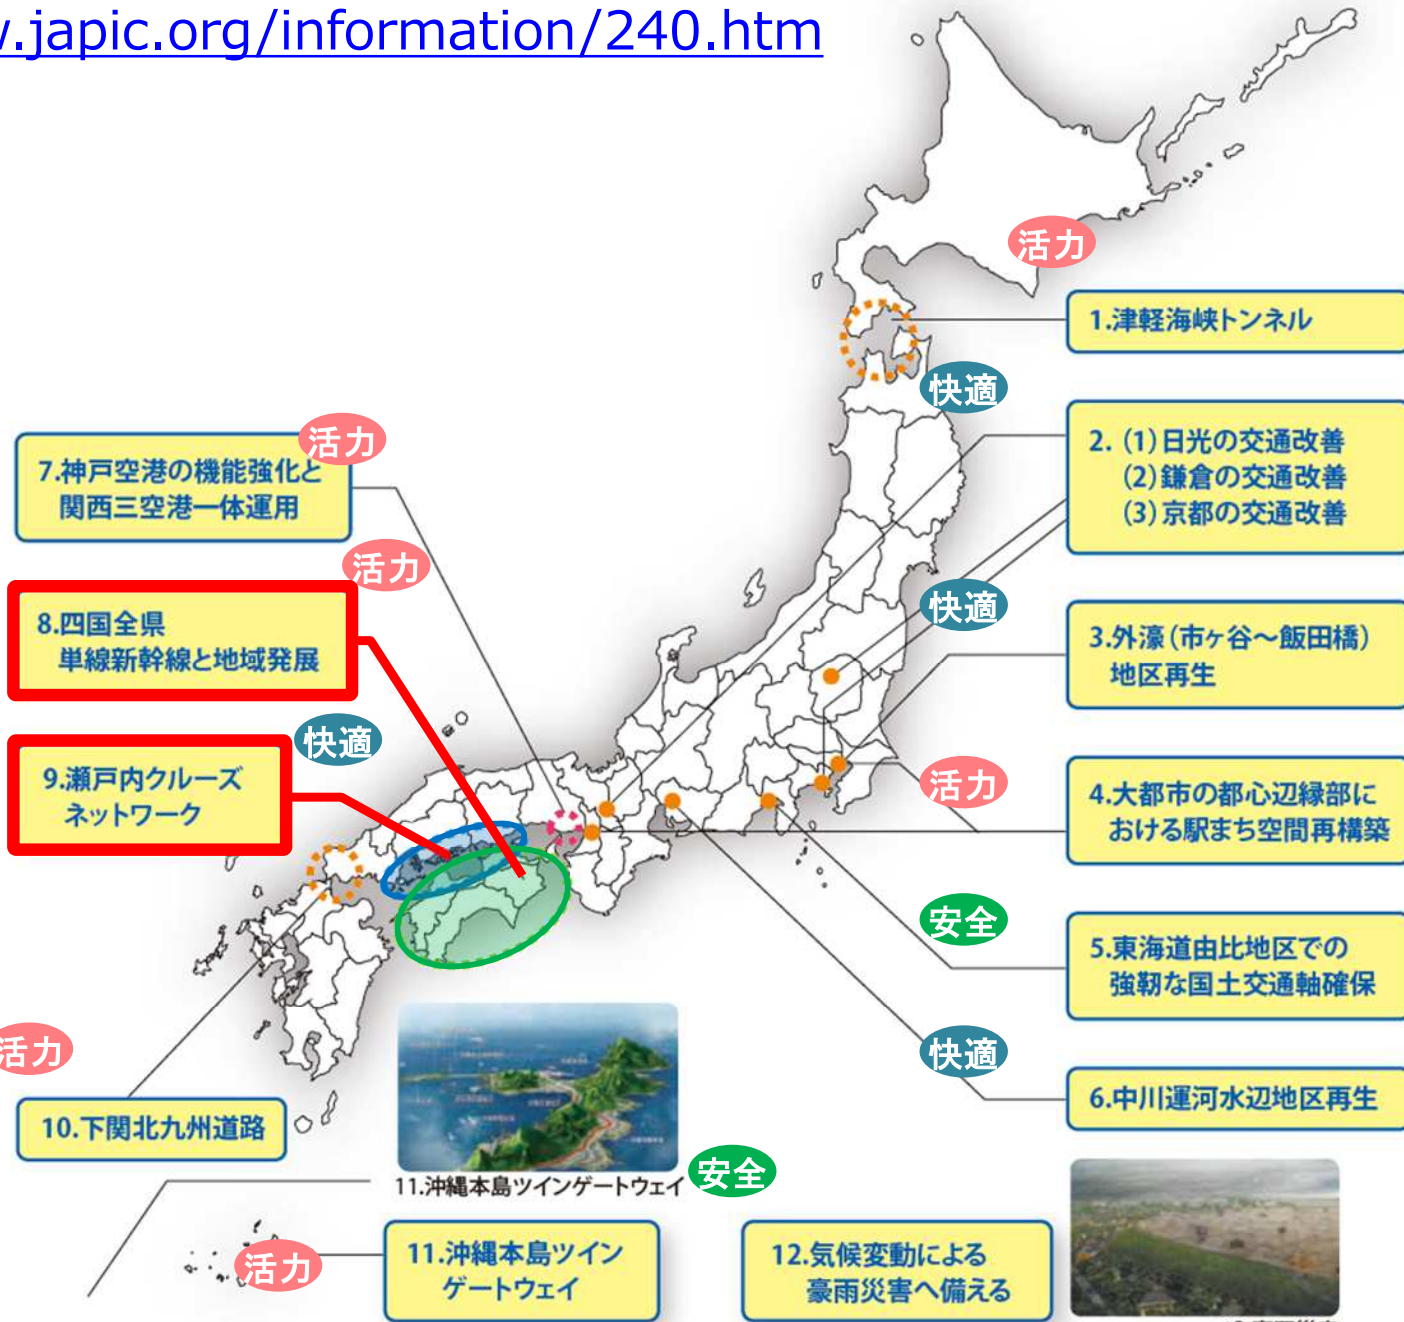 w.japic.org/information/240.htm
活力
1.津軽海峡トンネル
快適
2. (1)日光の交通改善
(2)鎌倉の交通改善
(3)京都の交通改善
快適
3.外濠(市ヶ谷～飯田橋)
地区再生
活力
4.大都市の都心辺縁部に
おける駅まち空間再構築
安全
5.東海道由比地区での
強靭な国土交通軸確保
快適
6.中川運河水辺地区再生
活力
7.神戸空港の機能強化と
関西三空港一体運用
活力
8.四国全県
単線新幹線と地域発展
快適
9.瀬戸内クルーズ
ネットワーク
活力
10.下関北九州道路
11.沖縄本島ツインゲートウェイ
安全
活力
11.沖縄本島ツイン
ゲートウェイ
12.気候変動による
豪雨災害へ備える